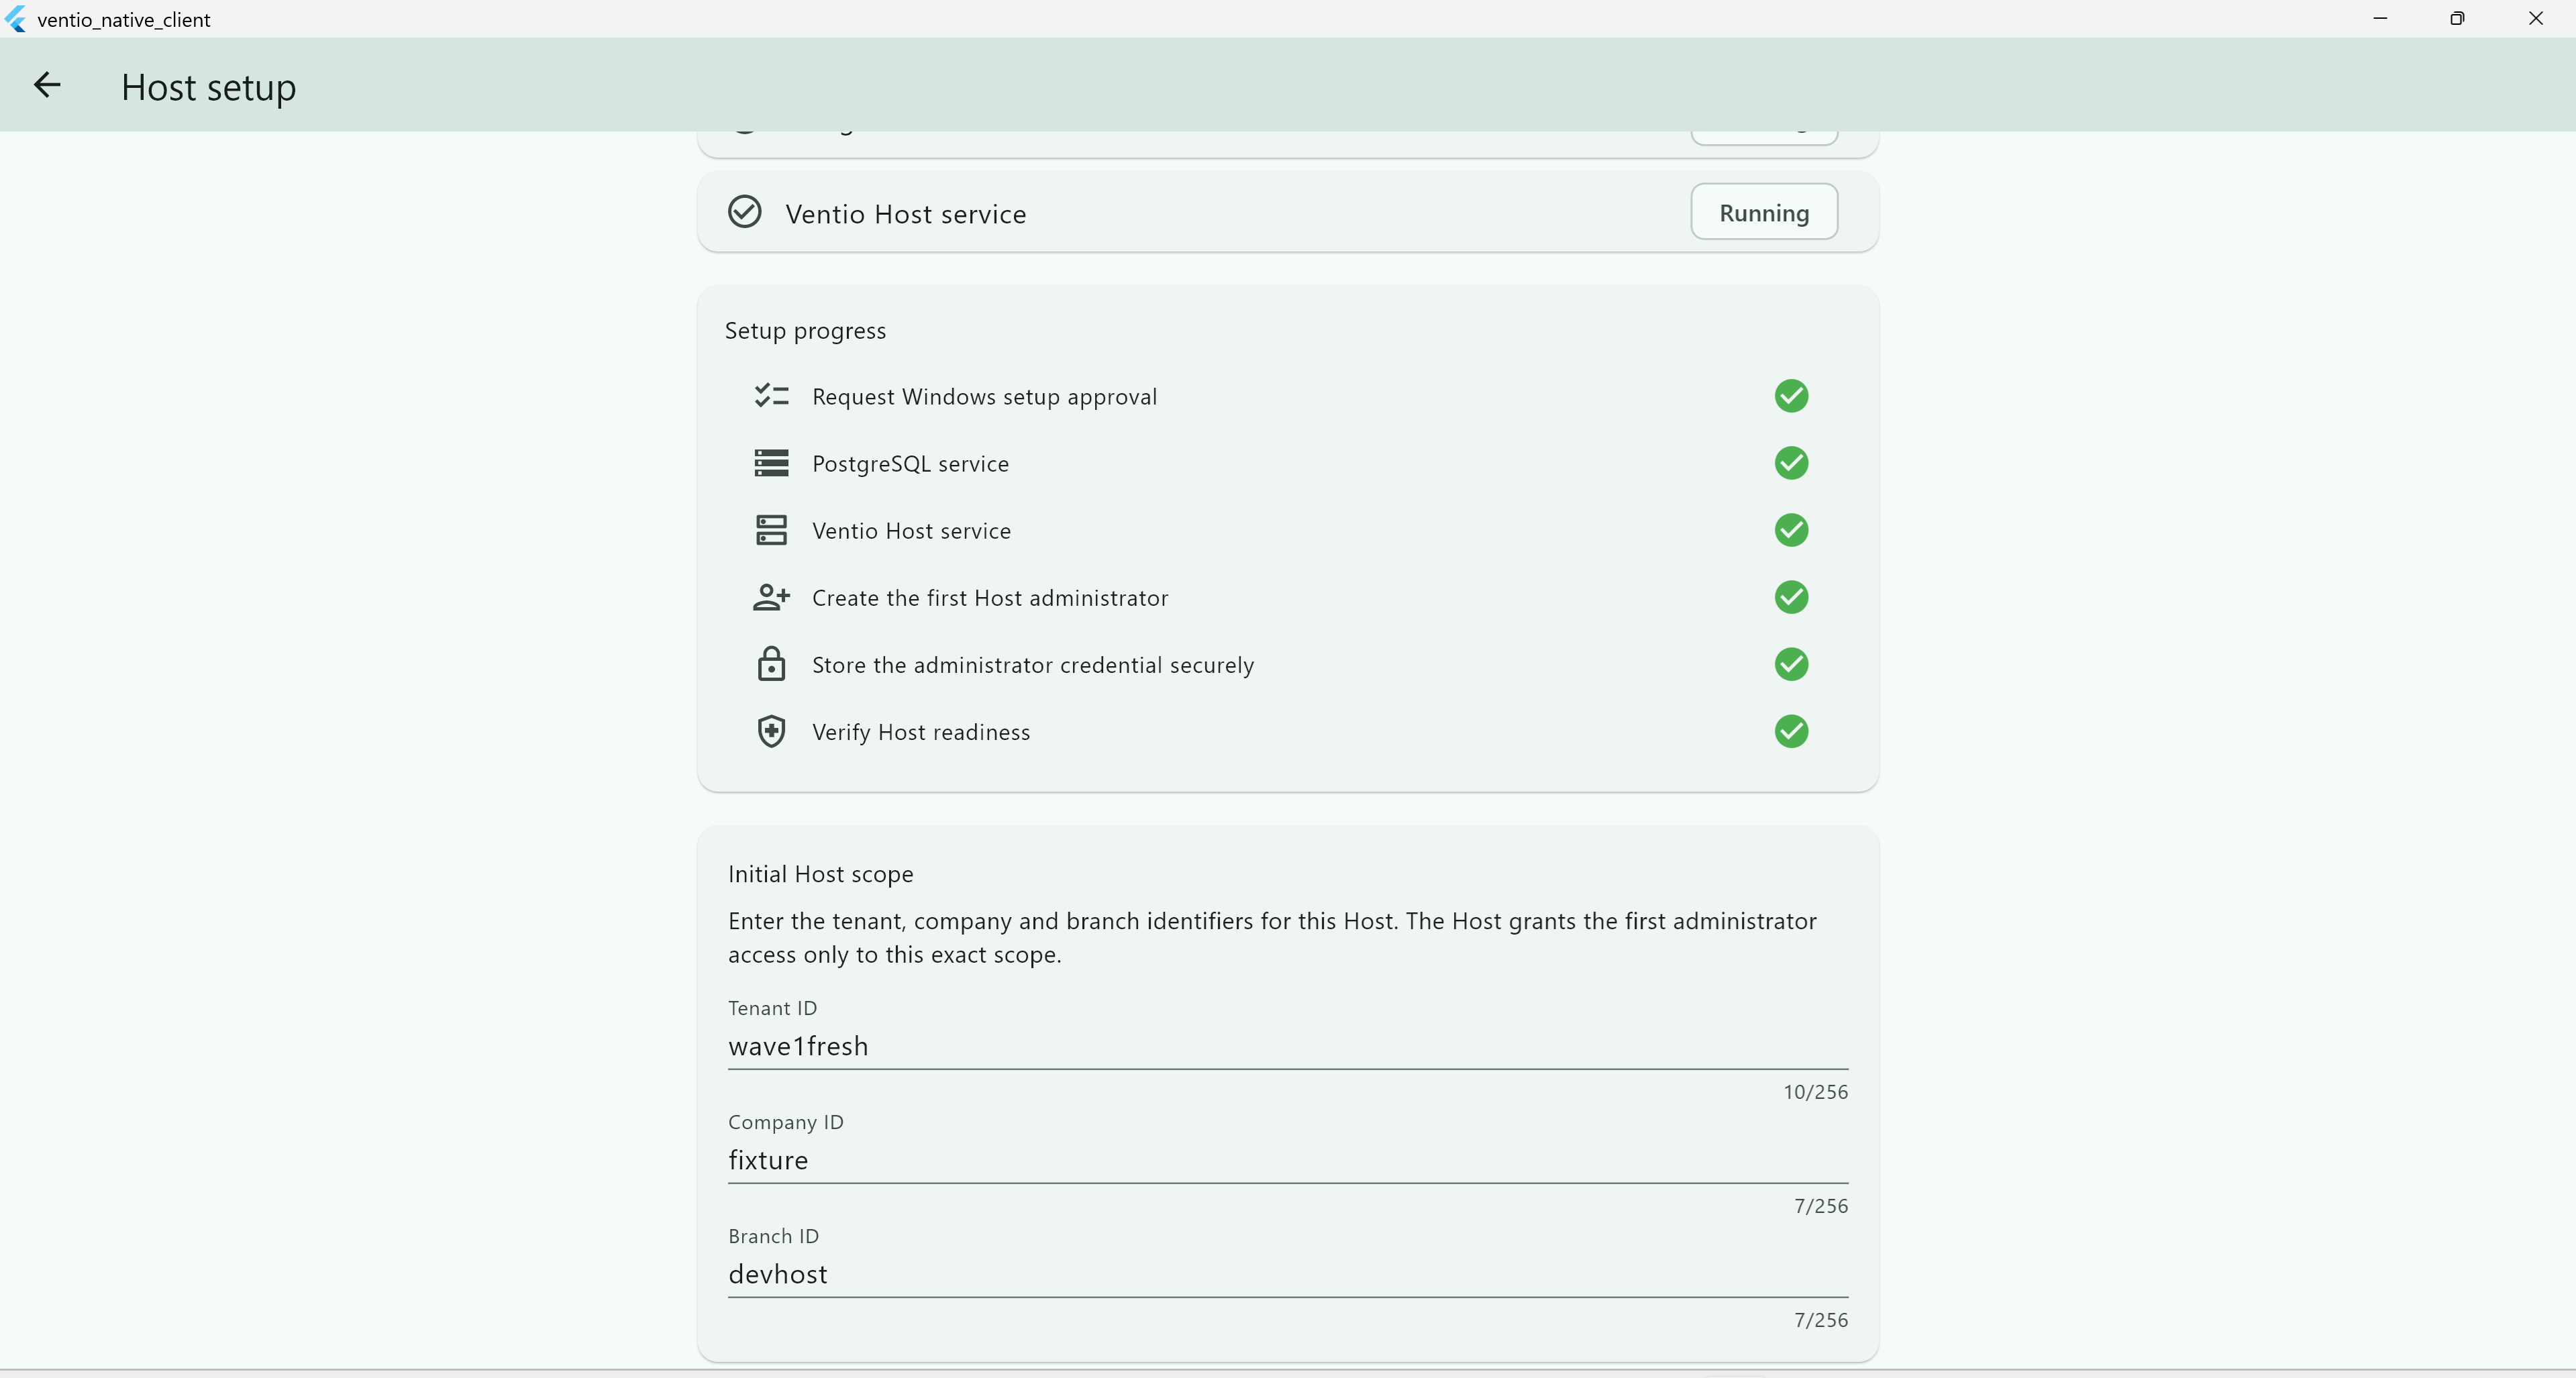 ventio_native_client
Host setup
Ventio Host service
Running
Setup progress
Request Windows setup approval
PostgreSQL service
Ventio Host service
Create the first Host administrator
Store the administrator credential securely
Verify Host readiness
Initial Host scope
Enter the tenant, company and branch identifiers for this Host. The Host grants the first administrator
access only to this exact scope.
Tenant ID
wave1fresh
10/256
Company ID
fixture
7/256
Branch ID
devhost
7/256